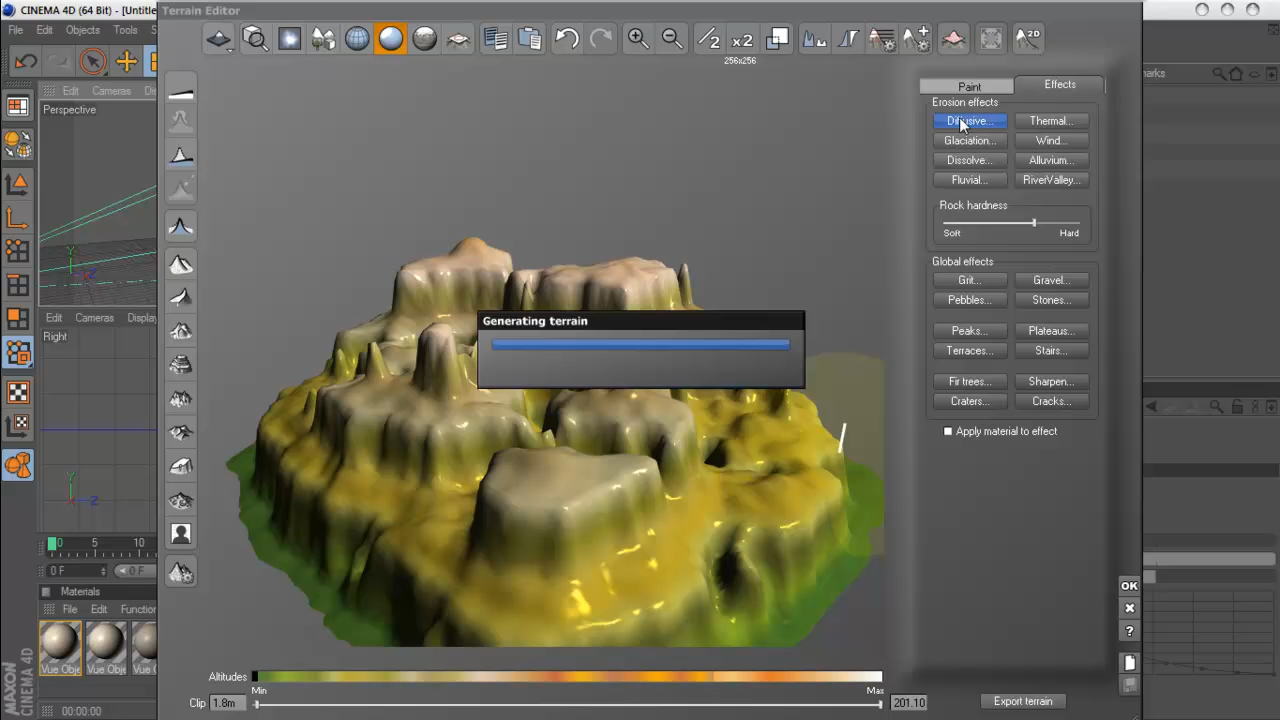 CINEMA 4D (64 Bit) - [Untitle
Terrain Editor
File
Edit
Objects
Tools
256x256
2D
marks
Edit
Cameras
Perspective
Paint
Effects
Erosion effects
Diffusive...
Thermal...
Glaciation...
Wind...
Dissolve...
Alluvium...
Fluvial...
RiverValley...
Rock hardness
Soft
Hard
Global effects
Grit...
Gravel...
Pebbles...
Stones...
Peaks...
Plateaus...
Terraces...
Stairs...
Fir trees...
Sharpen...
Craters...
Cracks...
Apply material to effect
Generating terrain
Y
Z
X
Edit
Cameras
Display
Right
Y
Z
0
5
10
0 F
0 F
Materials
File
Edit
Function
Vue Obje
Vue Obje
Vue
OK
?
Altitudes
Min
Max
Clip
1.8m
201.10
Export terrain
MAXON
CINEMA 4D
00:00:00